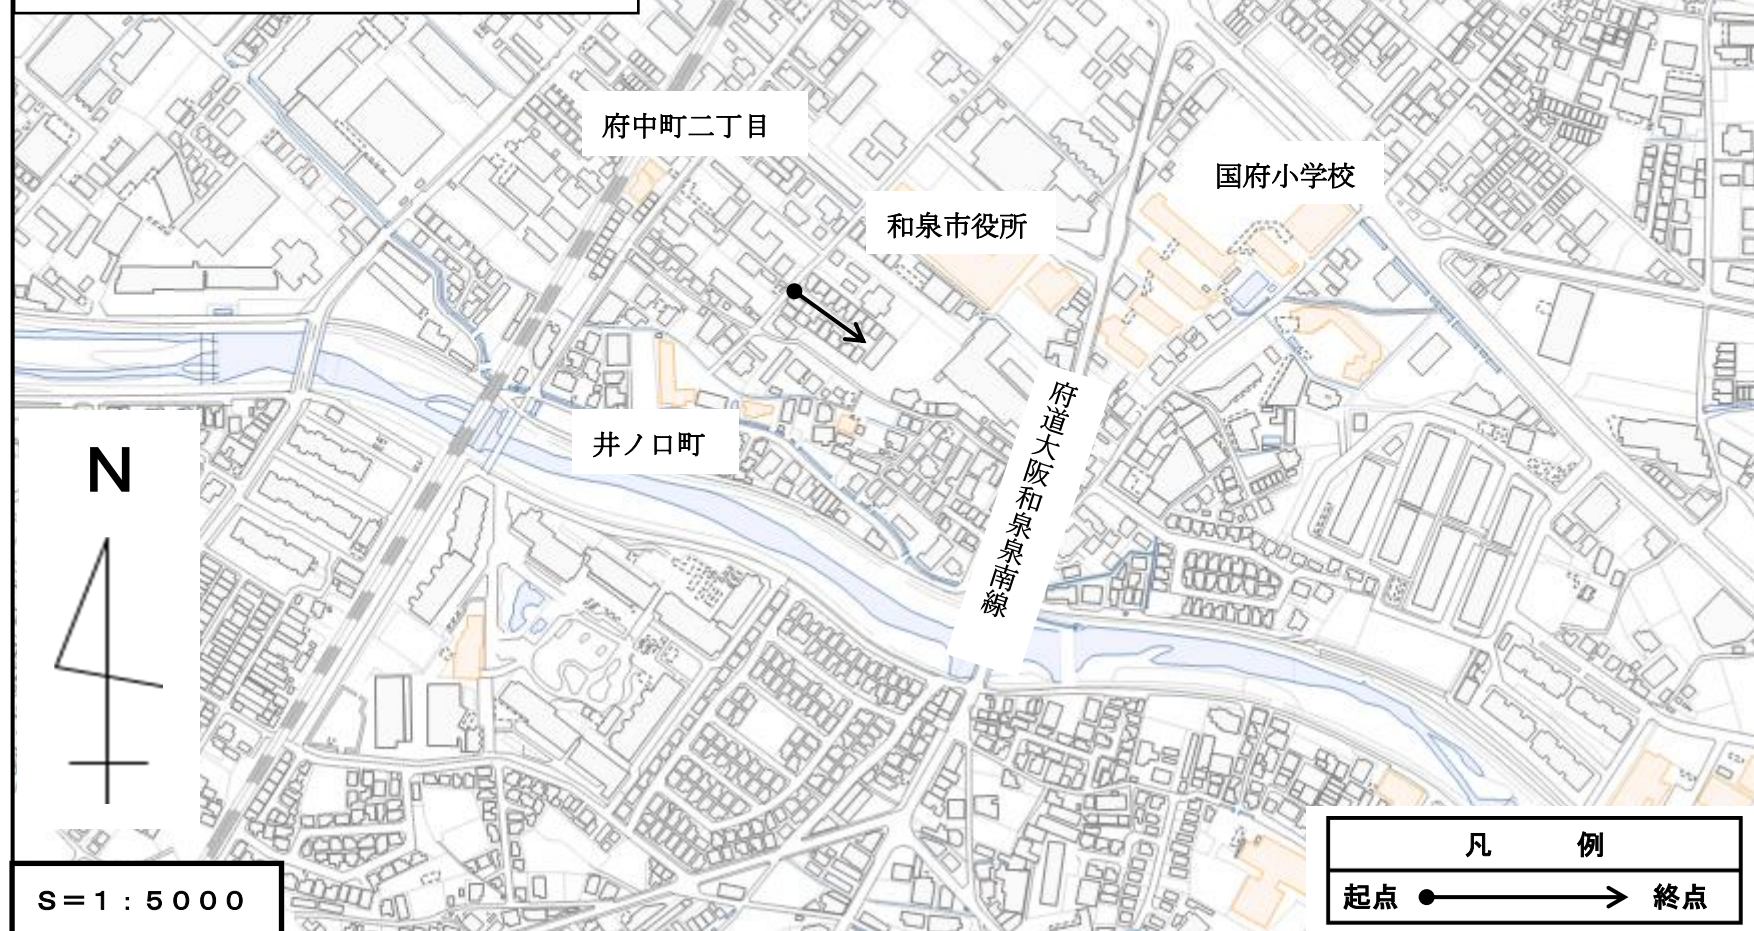 府中町二丁目
国府小学校
和泉市役所
府道大阪和泉泉南線
井ノ口町
N
S＝1：5000
凡 例
起点 終点